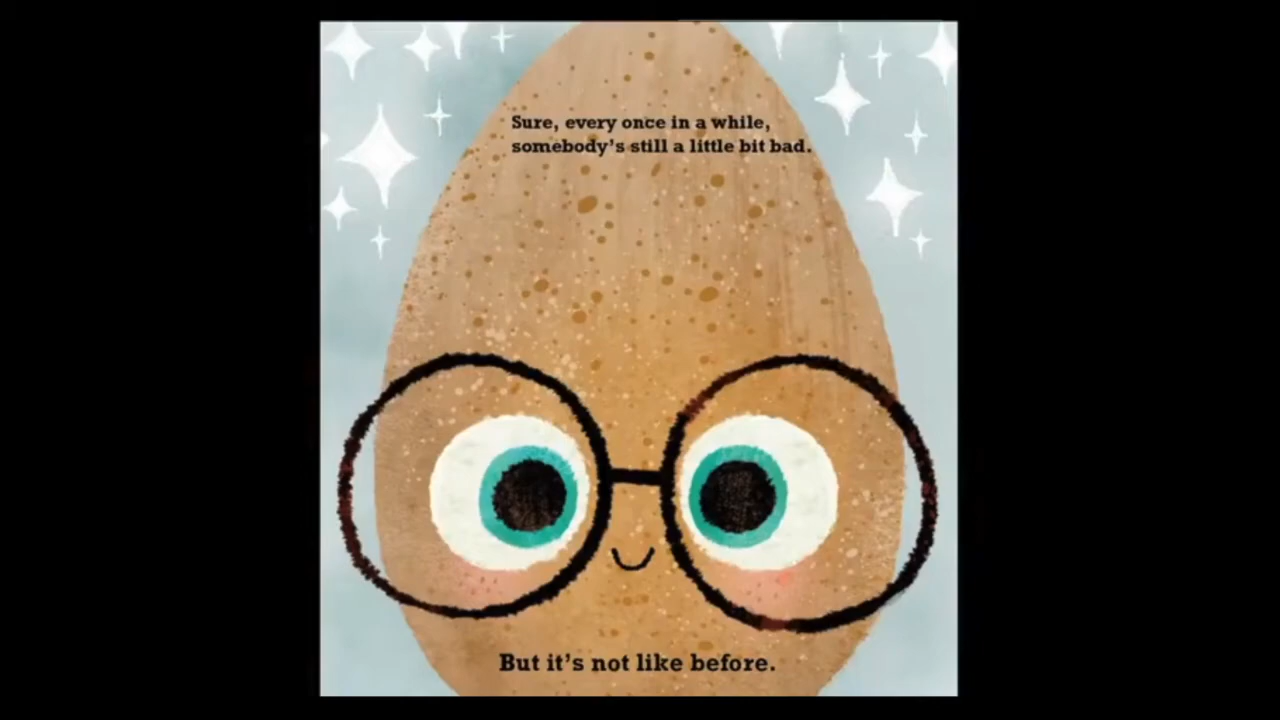 Sure, every once in a while,
somebody's still a little bit bad.
But it's not like before.